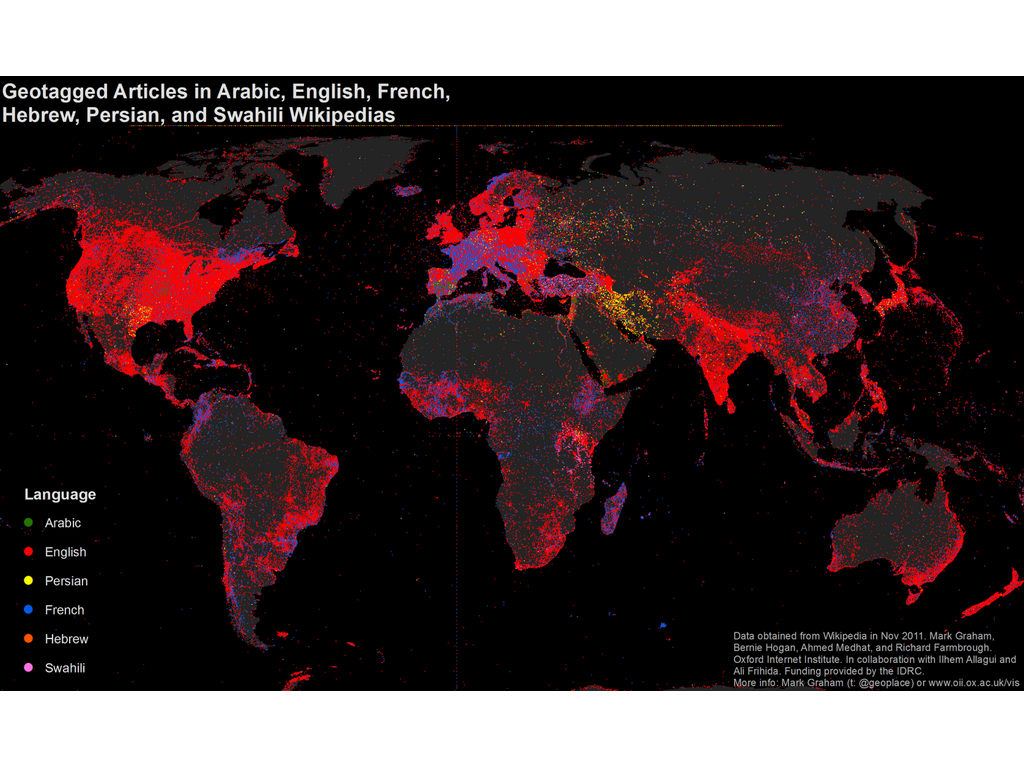 Geotagged Articles in Arabic, English, French,
Hebrew, Persian, and Swahili Wikipedias
Language
Arabic
English
Persian
French
Hebrew
Swahili
Data obtained from Wikipedia in Nov 2011. Mark Graham,
Bernie Hogan, Ahmed Medhat, and Richard Farmbrough.
Oxford Internet Institute. In collaboration with Ilhem Allagui and
Ali Frihida. Funding provided by the IDRC.
More info: Mark Graham (t: @geoplace) or www.oii.ox.ac.uk/vis